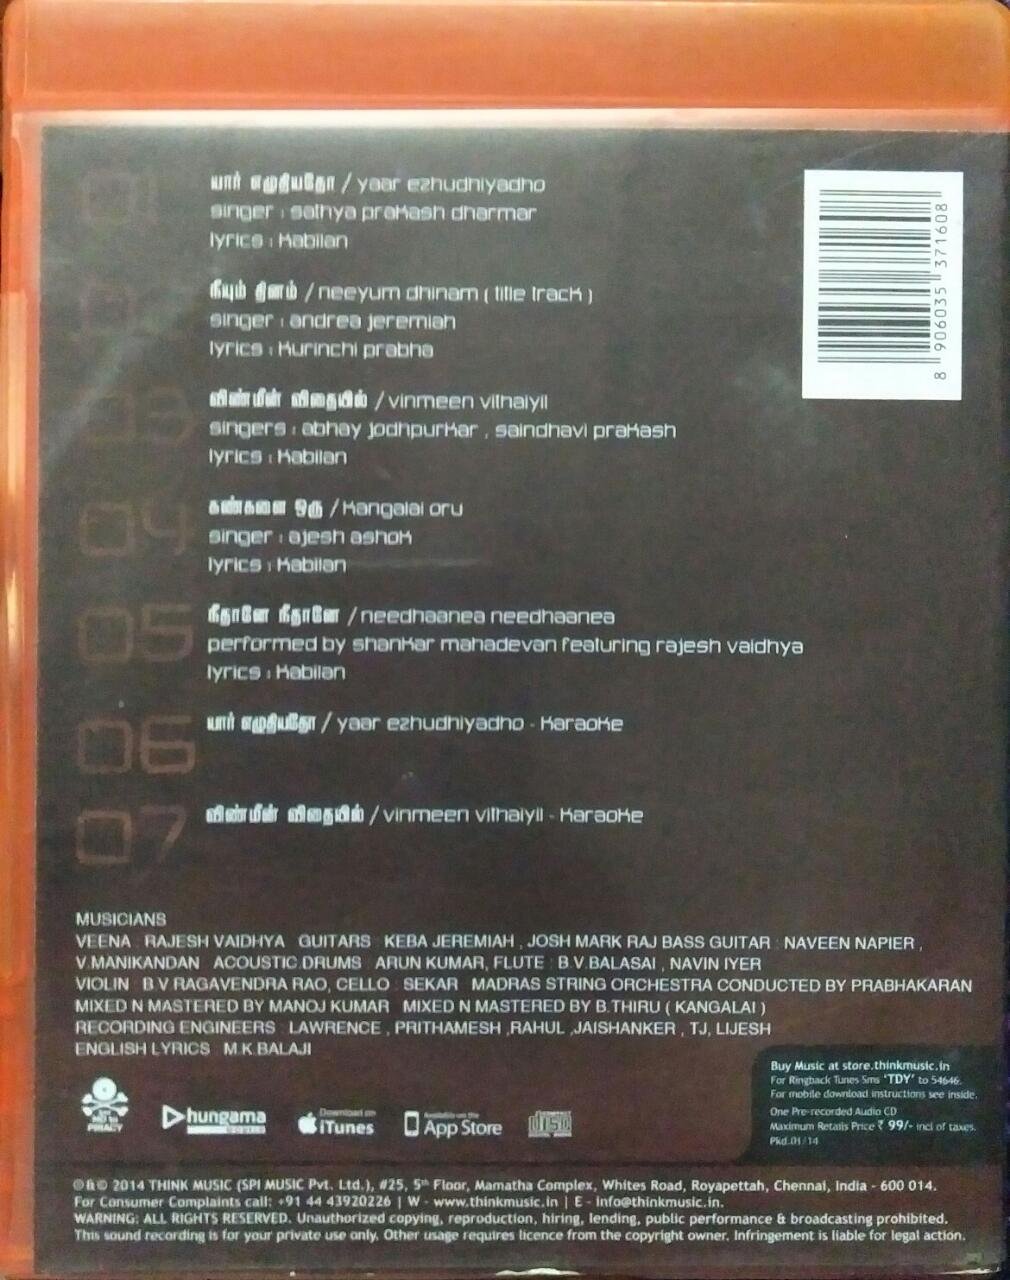 01
யார் எழுதியதோ / yaar ezhudhiyadho
singer : sathya prakash dharmar
lyrics : kabilan
நீயும் தினம் / neeyum dhinam ( title track )
singer : andrea jeremiah
lyrics : kurinchi prabha
03
விண்மீன் விதையில் / vinmeen vithaiyil
singers : abhay jodhpurkar , saindhavi prakash
lyrics : kabilan
04
கண்களை ஒரு / kangalai oru
singer : ajesh ashok
lyrics : kabilan
05
நீதானே நீதானே / needhaanea needhaanea
performed by shankar mahadevan featuring rajesh vaidhya
lyrics : kabilan
06
யார் எழுதியதோ / yaar ezhudhiyadho - karaoke
07
விண்மீன் விதையில் / vinmeen vithaiyil - karaoke
8 906035 371608
MUSICIANS
VEENA : RAJESH VAIDHYA GUITARS : KEBA JEREMIAH , JOSH MARK RAJ BASS GUITAR : NAVEEN NAPIER ,
V.MANIKANDAN ACOUSTIC DRUMS : ARUN KUMAR, FLUTE : B.V.BALASAI , NAVIN IYER
VIOLIN : B.V RAGAVENDRA RAO, CELLO : SEKAR MADRAS STRING ORCHESTRA CONDUCTED BY PRABHAKARAN
MIXED N MASTERED BY MANOJ KUMAR MIXED N MASTERED BY B.THIRU ( KANGALAI )
RECORDING ENGINEERS : LAWRENCE , PRITHAMESH ,RAHUL ,JAISHANKER , TJ, LIJESH
ENGLISH LYRICS : M.K.BALAJI
Buy Music at store.thinkmusic.in
For Ringback Tunes Sms 'TDY' to 54646.
For mobile download instructions see inside.
One Pre-recorded Audio CD
Maximum Retails Price ₹ 99/- incl of taxes.
Pkd.01/14
SAY
NO TO
PIRACY
hungama
Download on
iTunes
Available on the
App Store
disc
℗&© 2014 THINK MUSIC (SPI MUSIC Pvt. Ltd.), #25, 5th Floor, Mamatha Complex, Whites Road, Royapettah, Chennai, India - 600 014.
For Consumer Complaints call: +91 44 43920226 | W - www.thinkmusic.in | E - info@thinkmusic.in.
WARNING: ALL RIGHTS RESERVED. Unauthorized copying, reproduction, hiring, lending, public performance & broadcasting prohibited.
This sound recording is for your private use only. Other usage requires licence from the copyright owner. Infringement is liable for legal action.